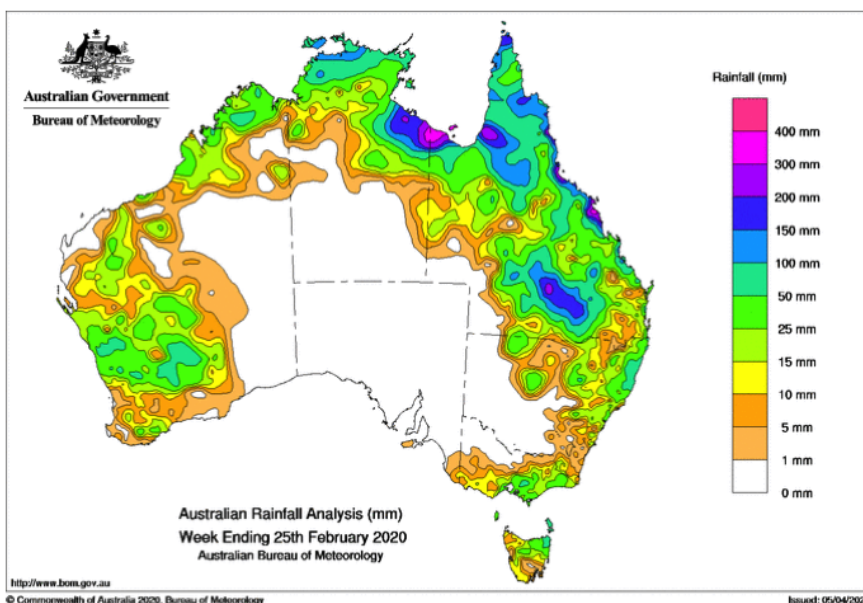 Australian Government
Bureau of Meteorology
Rainfall (mm)
400 mm
300 mm
200 mm
150 mm
100 mm
50 mm
25 mm
15 mm
10 mm
5 mm
1 mm
0 mm
Australian Rainfall Analysis (mm)
Week Ending 25th February 2020
Australian Bureau of Meteorology
http://www.bom.gov.au
© Commonwealth of Australia 2020, Bureau of Meteorology
Issued: